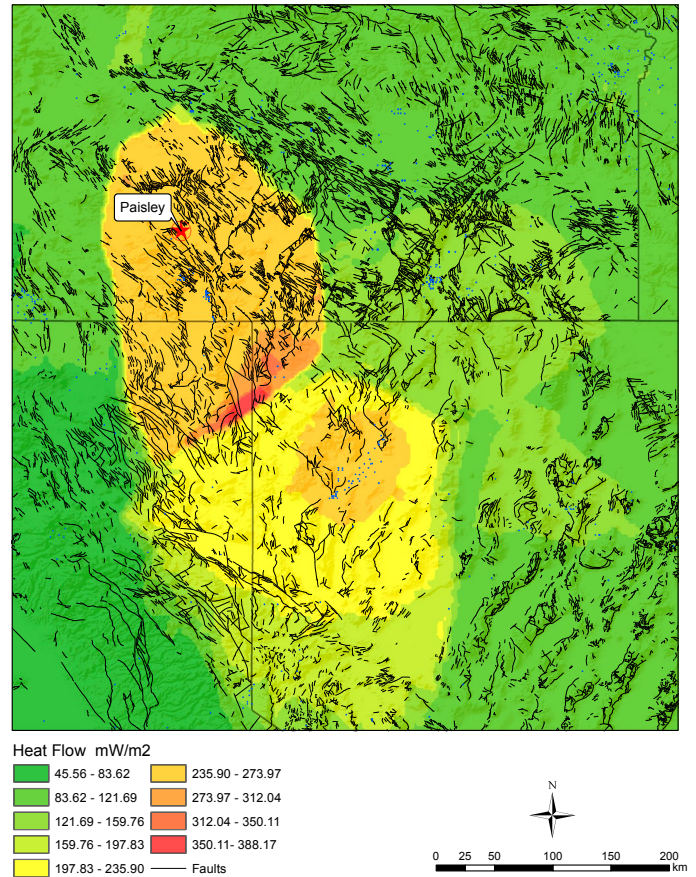 Paisley
Heat Flow mW/m2
45.56 - 83.62
83.62 - 121.69
121.69 - 159.76
159.76 - 197.83
197.83 - 235.90
235.90 - 273.97
273.97 - 312.04
312.04 - 350.11
350.11- 388.17
Faults
N
0 25 50 100 150 200
km